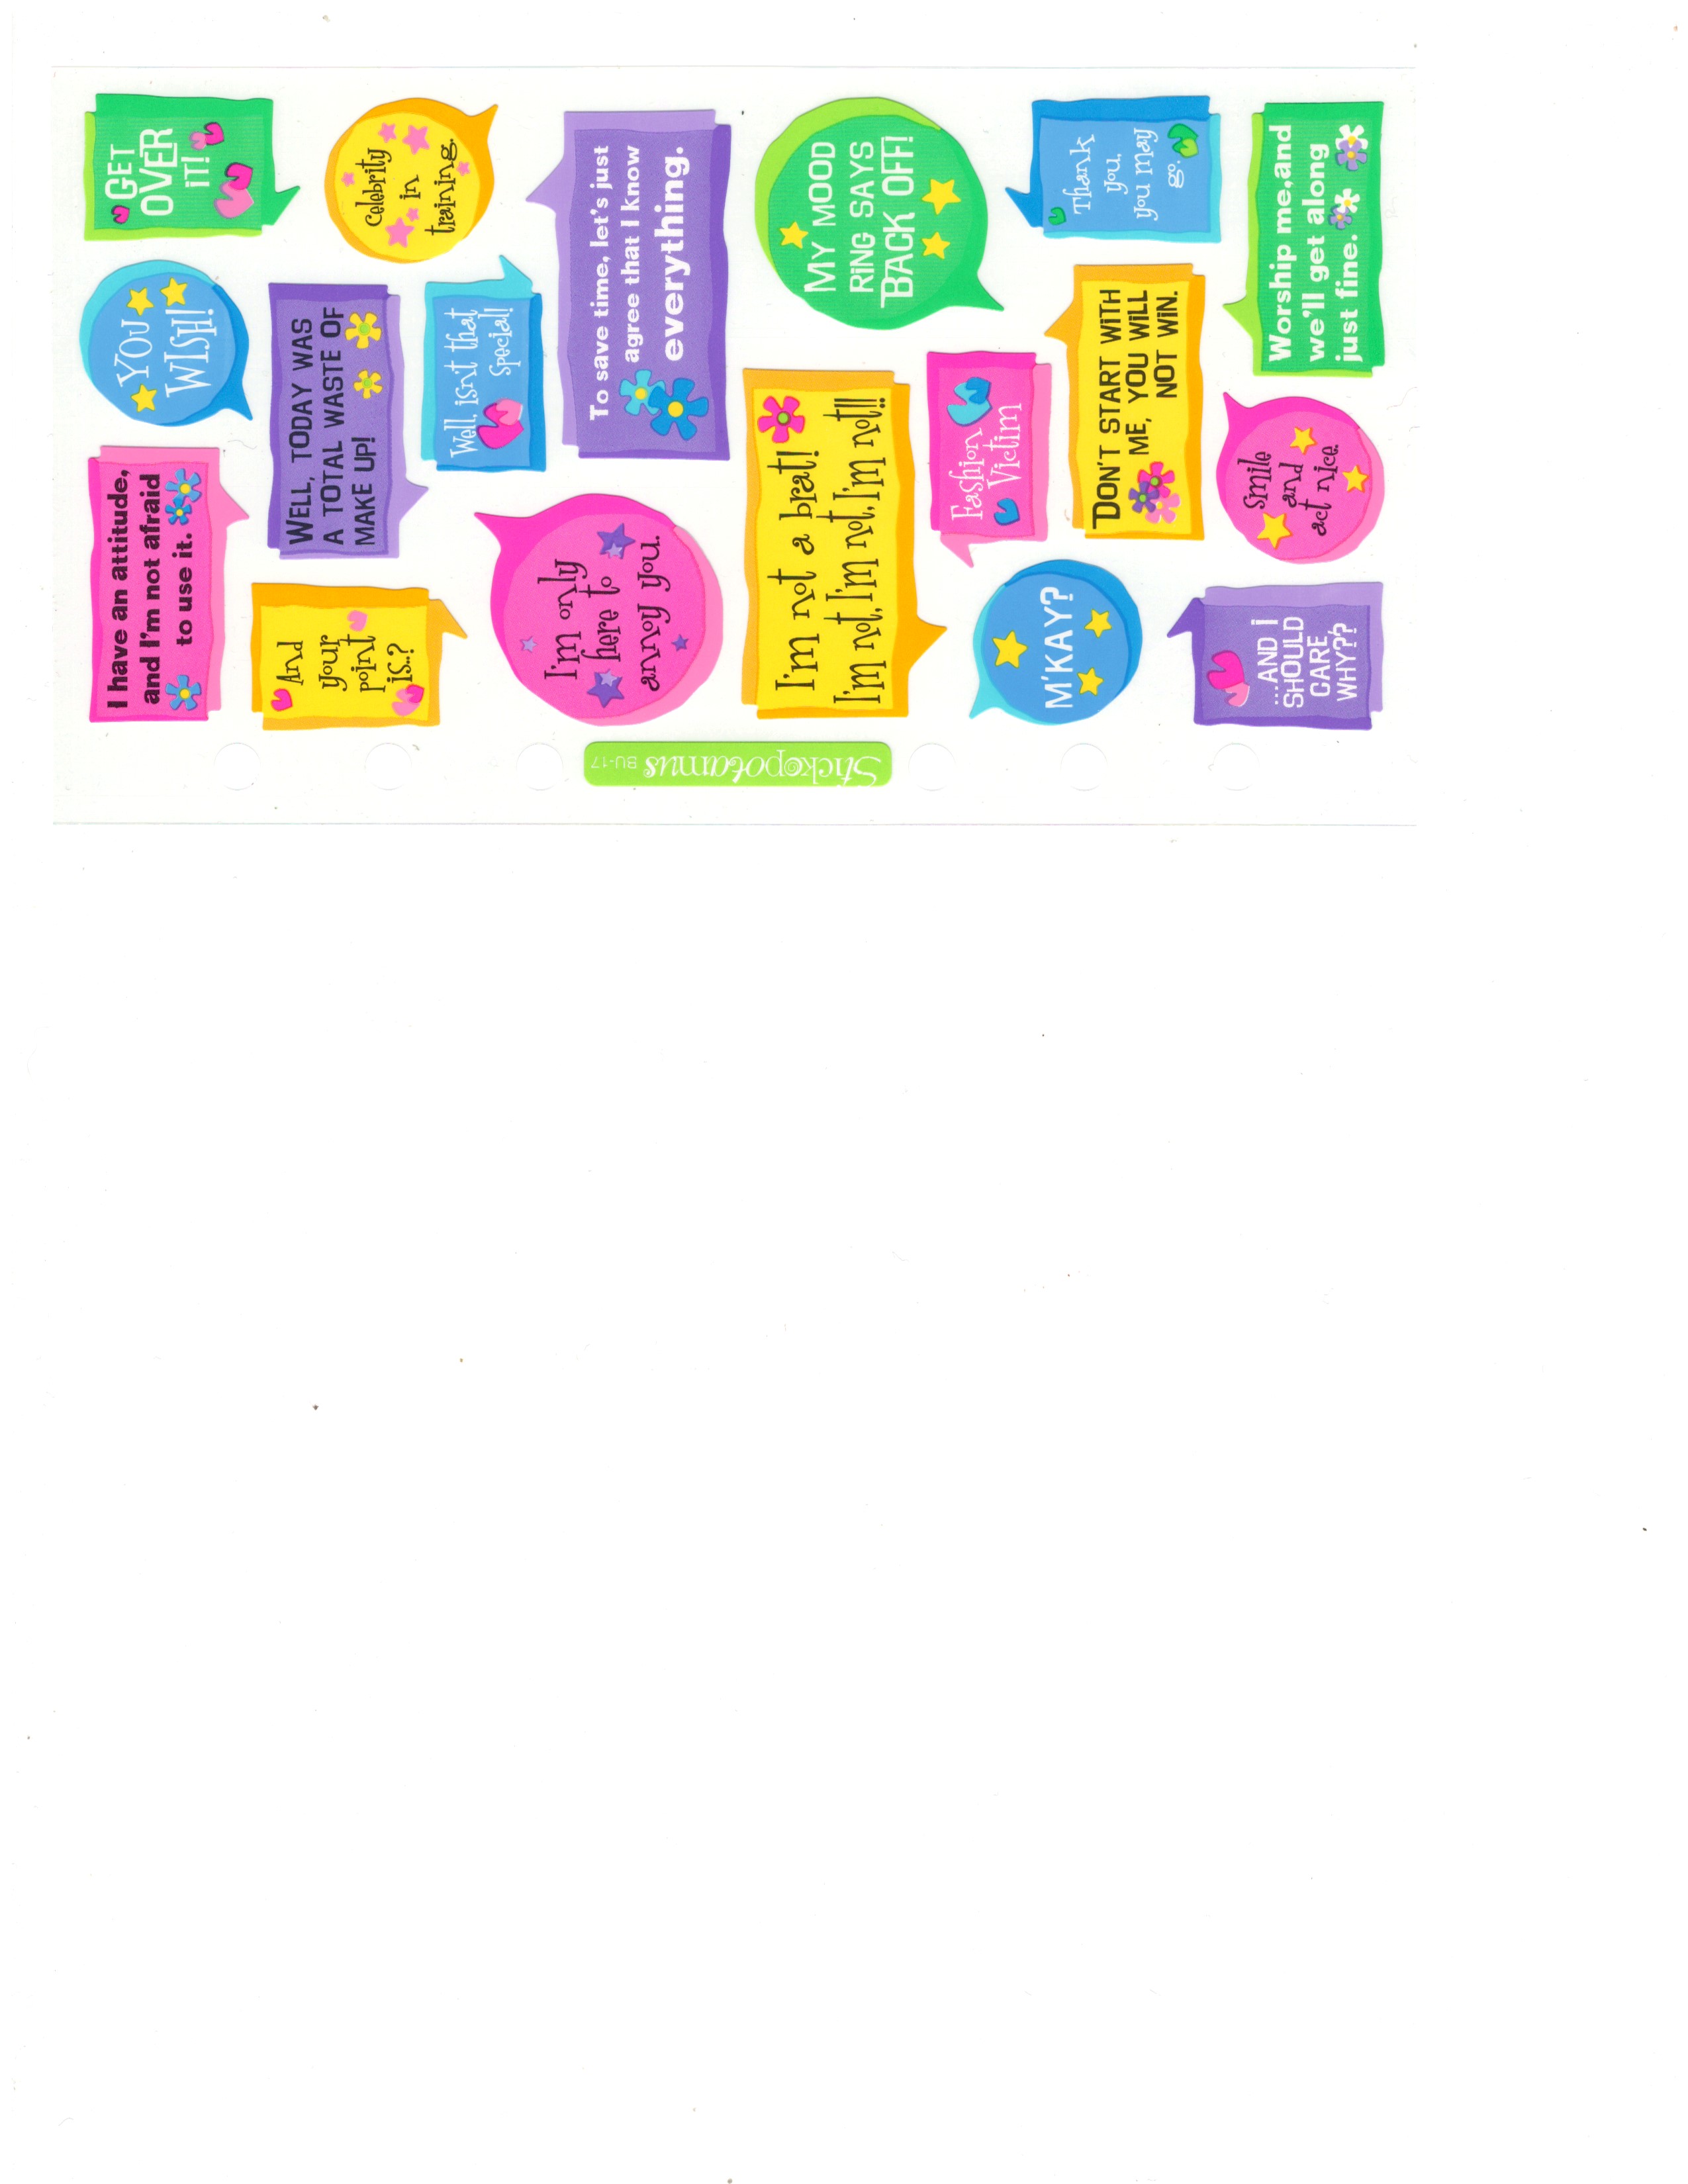 I have an attitude,
and I'm not afraid
to use it.
YOU
WISH!
GET
OVER
iT!
And
your
point
is..?
WELL, TODAY WAS
A TOTAL WASTE OF
MAKE UP!
Celebrity
in
training.
Well, isn't that
special!
I'm only
here to
annoy you.
To save time, let's just
agree that I know
everything.
I'm not a brat!
I'm not, I'm not, I'm not!!
MY MOOD
RiNG SAYS
BACK OFF!
Fashion
Victim
M'KAY?
DON'T START WiTH
ME, YOU WiLL
NOT WiN.
Thank
you,
you may
go.
...AND I
SHOULD
CARE
WHY??
Smile
and
act nice.
Worship me,and
we'll get along
just fine.
Stickopotamus BU-17